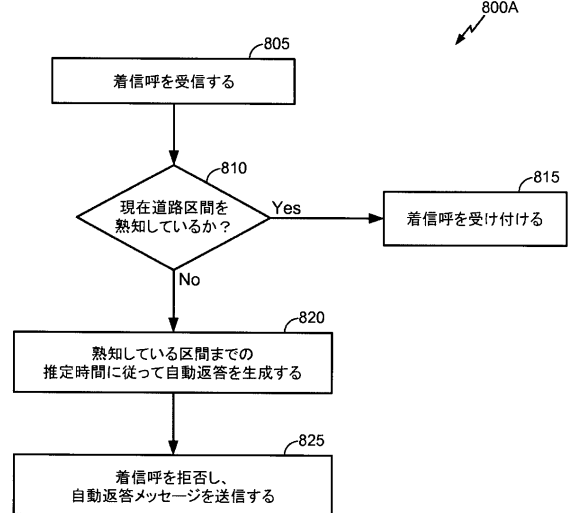 800A
805
着信呼を受信する
810
現在道路区間を
熟知しているか？
Yes
815
着信呼を受け付ける
No
820
熟知している区間までの
推定時間に従って自動返答を生成する
825
着信呼を拒否し、
自動返答メッセージを送信する